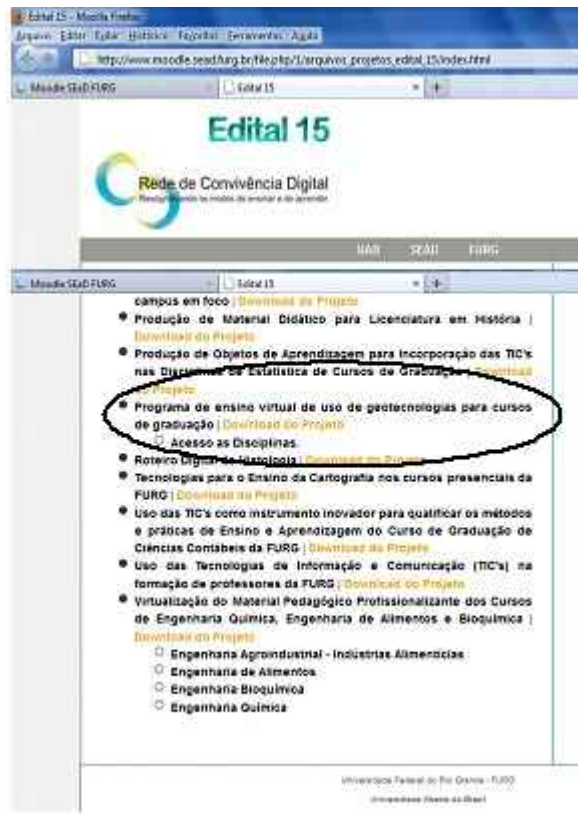 Edital 15 - Mozilla Firefox
Arquivo Editar Exibir Histórico Favoritos Ferramentas Ajuda
http://www.moodle.sead.furg.br/file.php/1/arquivos_projetos_edital_15/index.html
Moodle SEaD FURG Edital 15
Edital 15
Rede de Convivência Digital
UAB SEAD FURG
Moodle SEaD FURG Edital 15
campus em foco | Download do Projeto
Produção de Material Didático para Licenciatura em História |
Download do Projeto
Produção de Objetos de Aprendizagem para Incorporação das TIC's
nas Disciplinas de Estatística de Cursos de Graduação | Download
do Projeto
Programa de ensino virtual de uso de geotecnologias para cursos
de graduação | Download do Projeto
Acesso as Disciplinas.
Roteiro Digital de Histologia | Download do Projeto
Tecnologias para o Ensino da Cartografia nos cursos presenciais da
FURG | Download do Projeto
Uso das TIC's como instrumento inovador para qualificar os métodos
e práticas de Ensino e Aprendizagem do Curso de Graduação de
Ciências Contábeis da FURG | Download do Projeto
Uso das Tecnologias de Informação e Comunicação (TIC's) na
formação de professores da FURG | Download do Projeto
Virtualização do Material Pedagógico Profissionalizante dos Cursos
de Engenharia Química, Engenharia de Alimentos e Bioquímica |
Download do Projeto
Engenharia Agroindustrial - Indústrias Alimentícias
Engenharia de Alimentos
Engenharia Bioquímica
Engenharia Química
Universidade Federal do Rio Grande - FURG
Universidade Aberta do Brasil